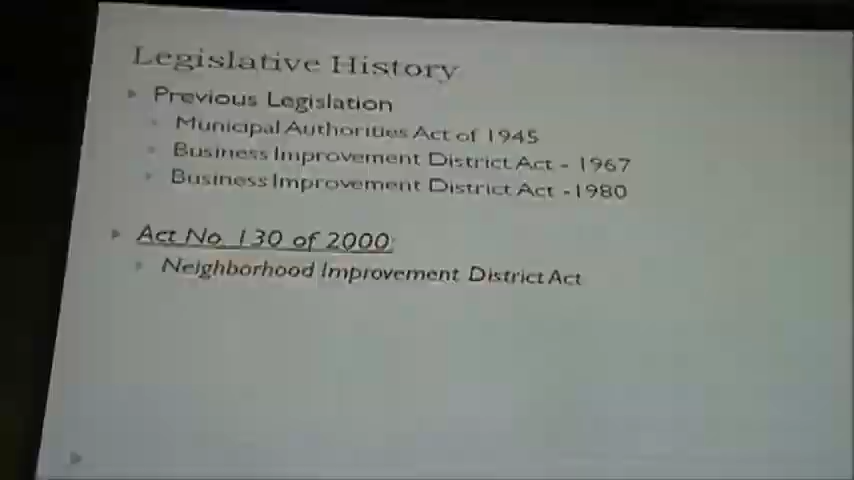 Legislative History
Previous Legislation
Municipal Authorities Act of 1945
Business Improvement District Act - 1967
Business Improvement District Act -1980
Act No. 130 of 2000:
Neighborhood Improvement District Act